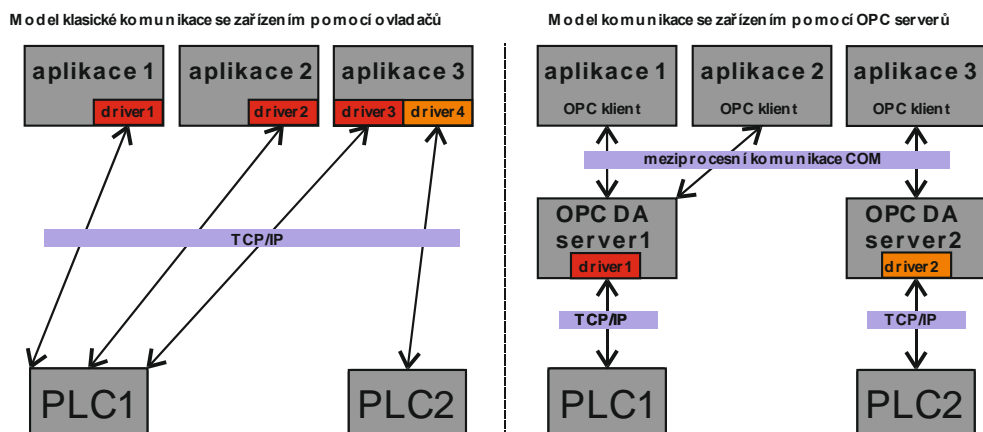 Model klasické komunikace se zařízením pomocí ovladačů
aplikace 1
aplikace 2
aplikace 3
driver1
driver2
driver3
driver4
TCP/IP
PLC1
PLC2
Model komunikace se zařízením pomocí OPC serverů
aplikace 1
aplikace 2
aplikace 3
OPC klient
OPC klient
OPC klient
meziprocesní komunikace COM
OPC DA
server1
driver1
OPC DA
server2
driver2
TCP/IP
TCP/IP
PLC1
PLC2